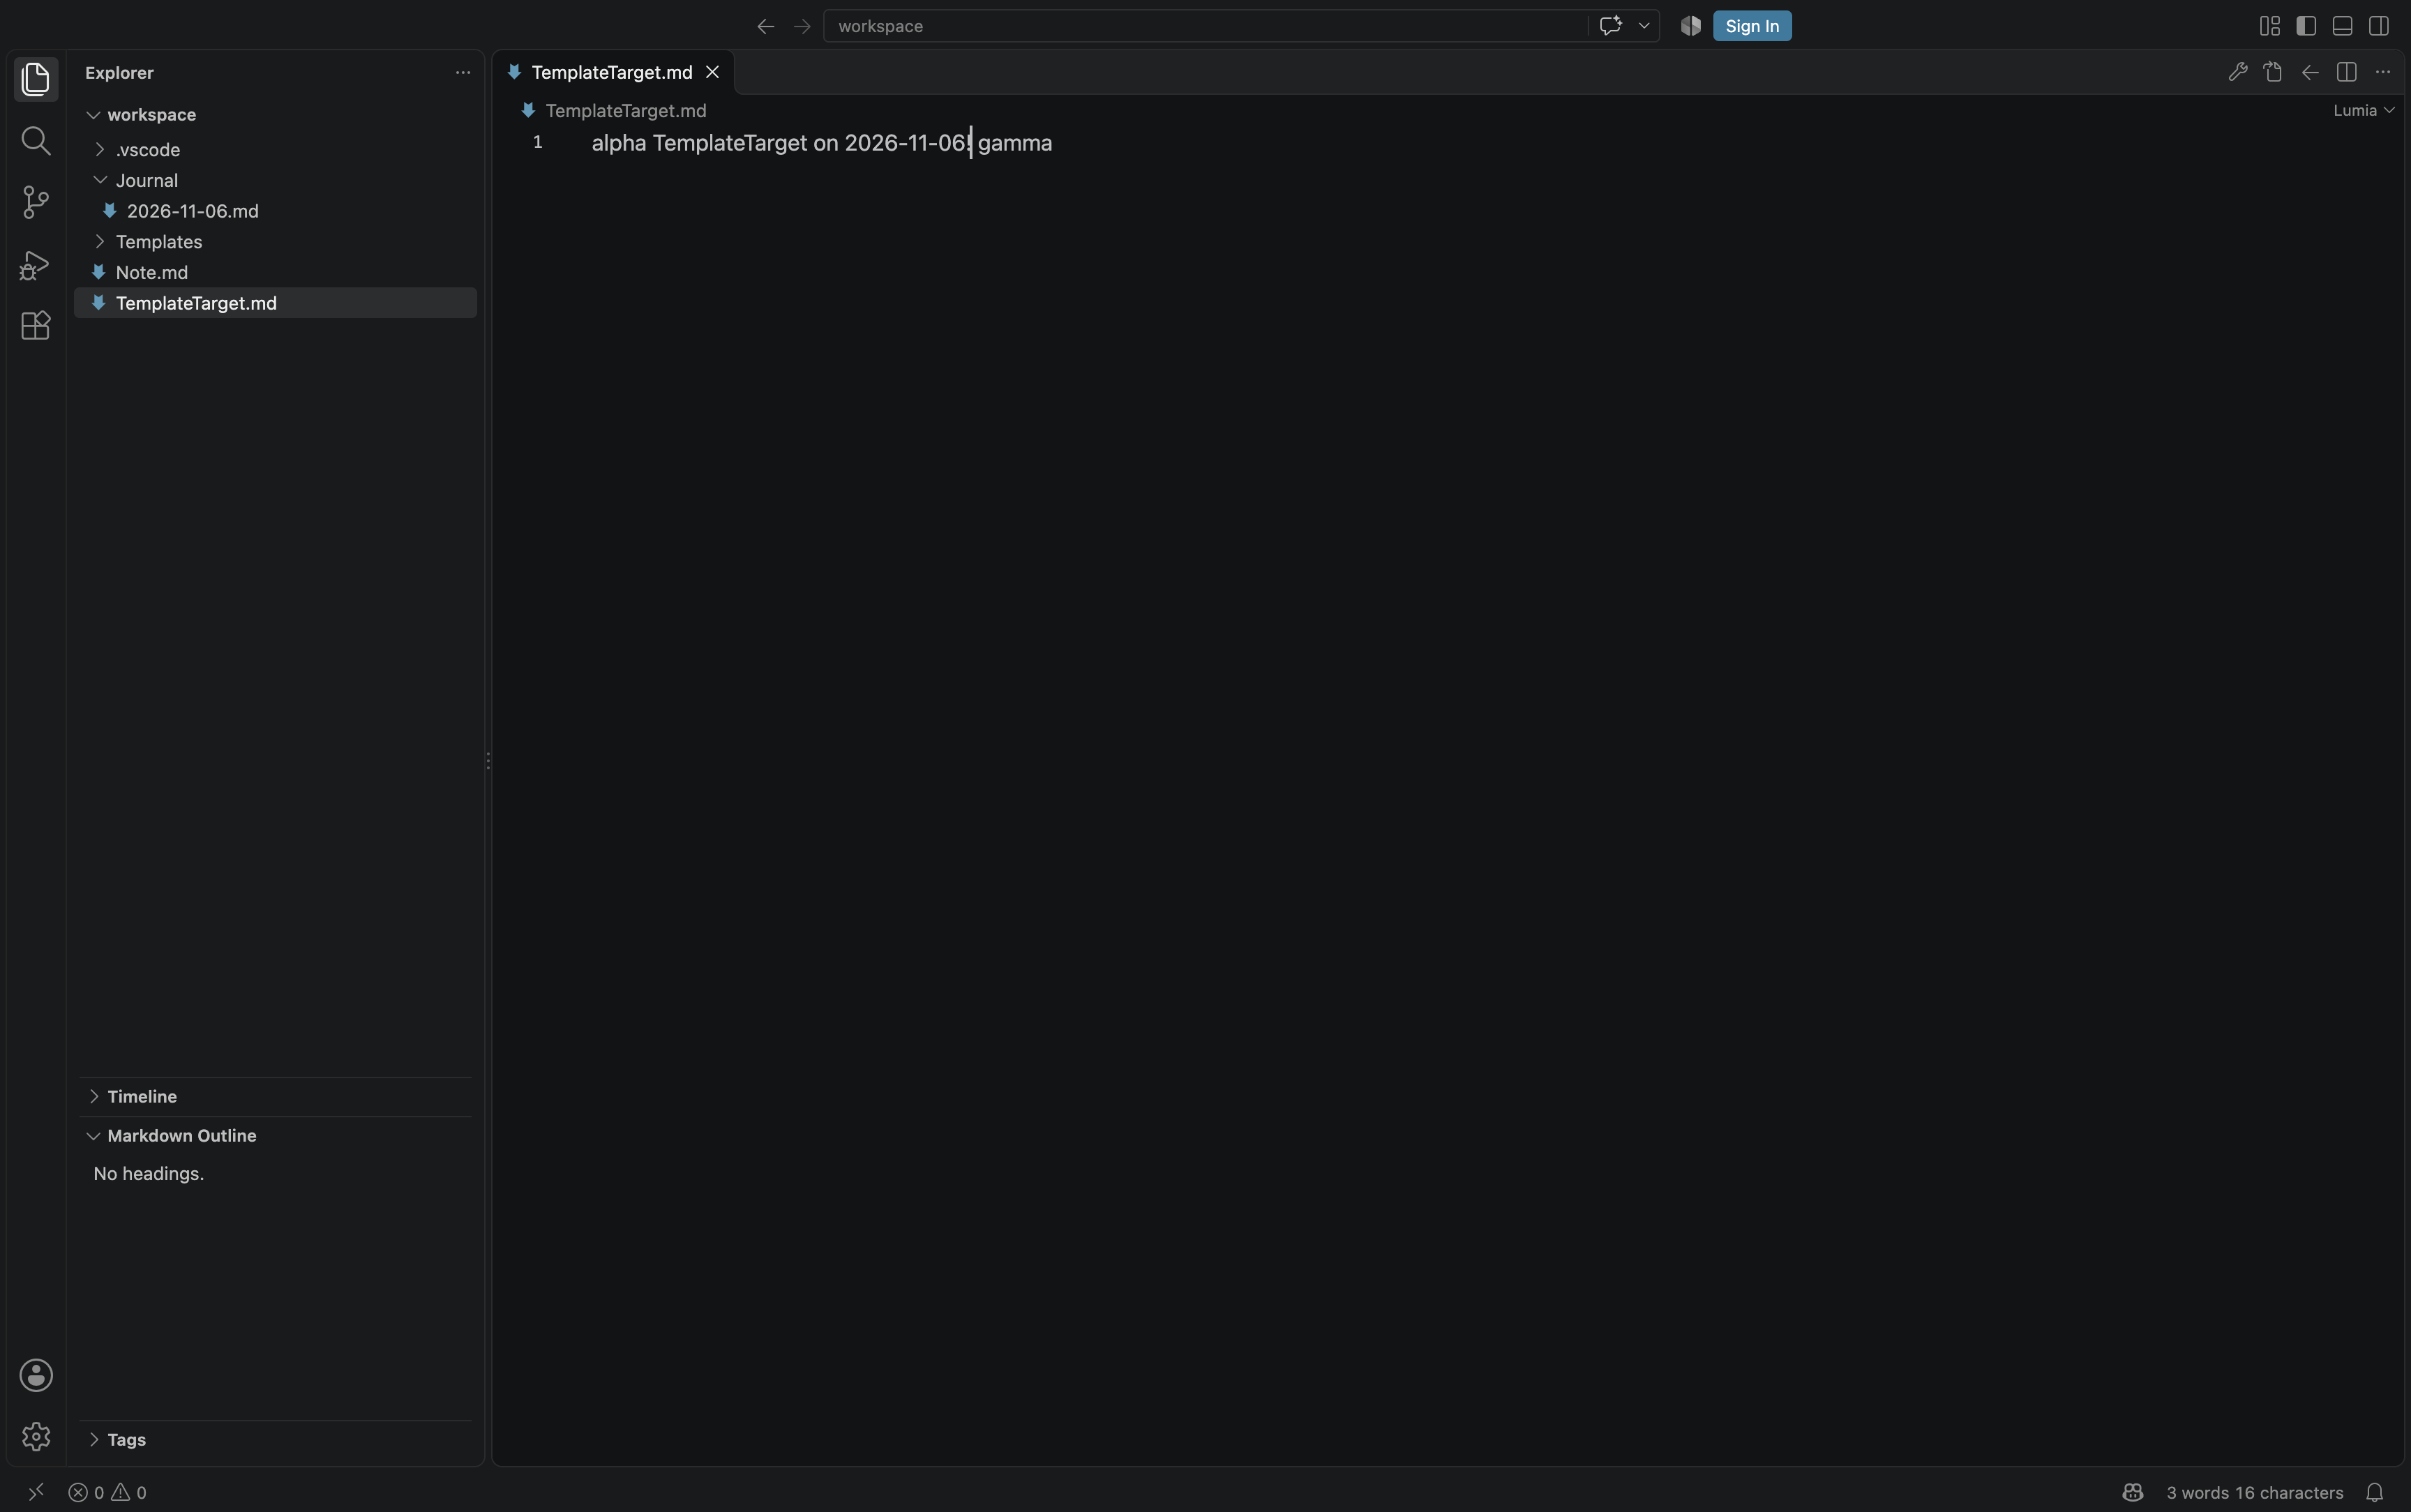 workspace
Sign In
Explorer
workspace
.vscode
Journal
2026-11-06.md
Templates
Note.md
TemplateTarget.md
Timeline
Markdown Outline
No headings.
Tags
TemplateTarget.md
TemplateTarget.md
Lumia
1 alpha TemplateTarget on 2026-11-06! gamma
0 0
3 words 16 characters